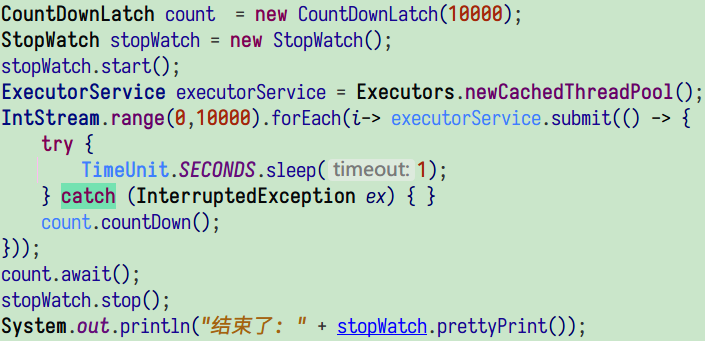 CountDownLatch count  = new CountDownLatch(10000);
StopWatch stopWatch = new StopWatch();
stopWatch.start();
ExecutorService executorService = Executors.newCachedThreadPool();
IntStream.range(0,10000).forEach(i-> executorService.submit(() -> {
    try {
        TimeUnit.SECONDS.sleep( timeout: 1);
    } catch (InterruptedException ex) { }
    count.countDown();
}));
count.await();
stopWatch.stop();
System.out.println("结束了: " + stopWatch.prettyPrint());